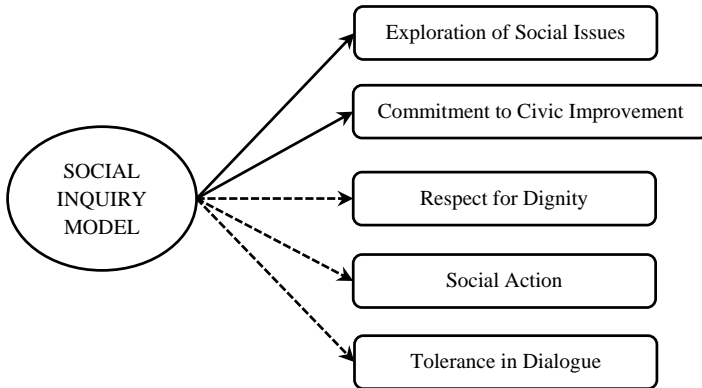 SOCIAL
INQUIRY
MODEL
Exploration of Social Issues
Commitment to Civic Improvement
Respect for Dignity
Social Action
Tolerance in Dialogue